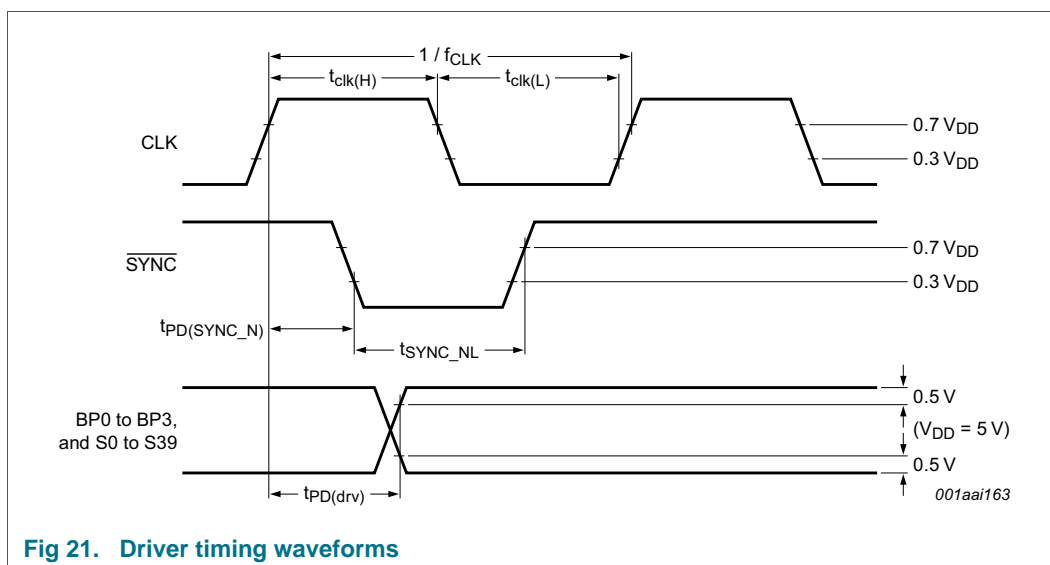 1 / fCLK
tclk(H)
tclk(L)
CLK
0.7 VDD
0.3 VDD
SYNC
0.7 VDD
0.3 VDD
tPD(SYNC_N)
tSYNC_NL
BP0 to BP3,
and S0 to S39
0.5 V
(VDD = 5 V)
0.5 V
tPD(drv)
001aai163
Fig 21. Driver timing waveforms